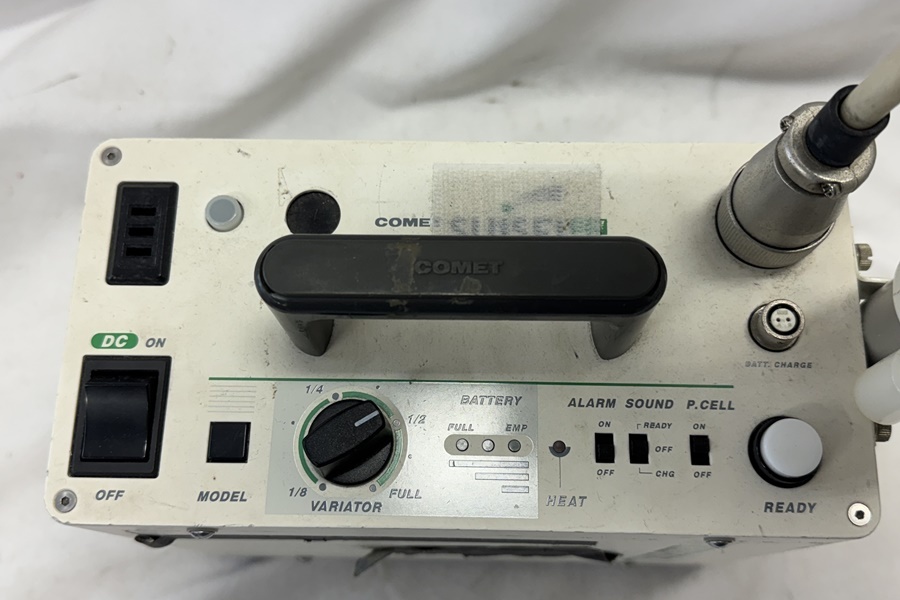 COME
COMET
DC ON
OFF
MODEL
1/4
1/2
1/8
FULL
VARIATOR
BATTERY
FULL EMP
HEAT
ALARM SOUND P.CELL
ON READY ON
OFF
OFF CHG OFF
BATT. CHARGE
READY